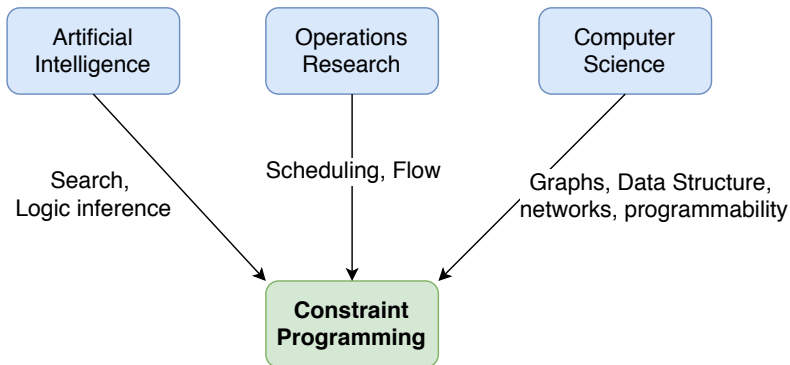 Artificial
Intelligence
Operations
Research
Computer
Science
Search,
Logic inference
Scheduling, Flow
Graphs, Data Structure,
networks, programmability
Constraint
Programming